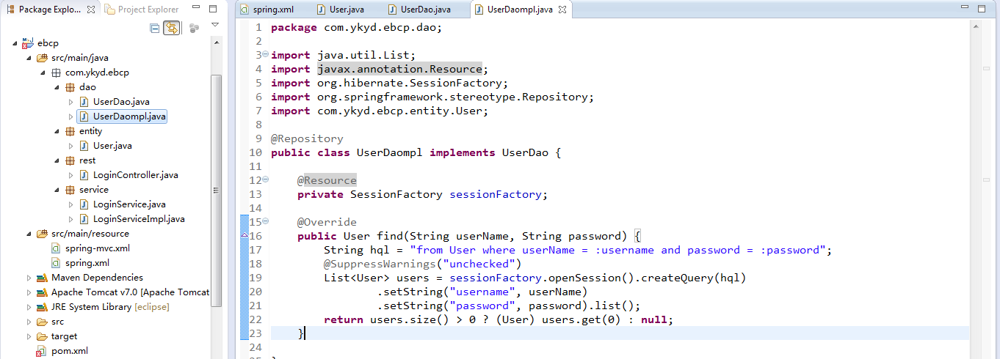 Package Explo...
Project Explorer
ebcp
src/main/java
com.ykyd.ebcp
dao
UserDao.java
UserDaompl.java
entity
User.java
rest
LoginController.java
service
LoginService.java
LoginServiceImpl.java
src/main/resource
spring-mvc.xml
spring.xml
Maven Dependencies
Apache Tomcat v7.0 [Apache Tomcat
JRE System Library [eclipse]
src
target
pom.xml
spring.xml
User.java
UserDao.java
UserDaompl.java
1 package com.ykyd.ebcp.dao;
2
3 import java.util.List;
4 import javax.annotation.Resource;
5 import org.hibernate.SessionFactory;
6 import org.springframework.stereotype.Repository;
7 import com.ykyd.ebcp.entity.User;
8
9 @Repository
10 public class UserDaompl implements UserDao {
11
12     @Resource
13     private SessionFactory sessionFactory;
14
15     @Override
16     public User find(String userName, String password) {
17         String hql = "from User where userName = :username and password = :password";
18         @SuppressWarnings("unchecked")
19         List<User> users = sessionFactory.openSession().createQuery(hql)
20                 .setString("username", userName)
21                 .setString("password", password).list();
22         return users.size() > 0 ? (User) users.get(0) : null;
23     }
24